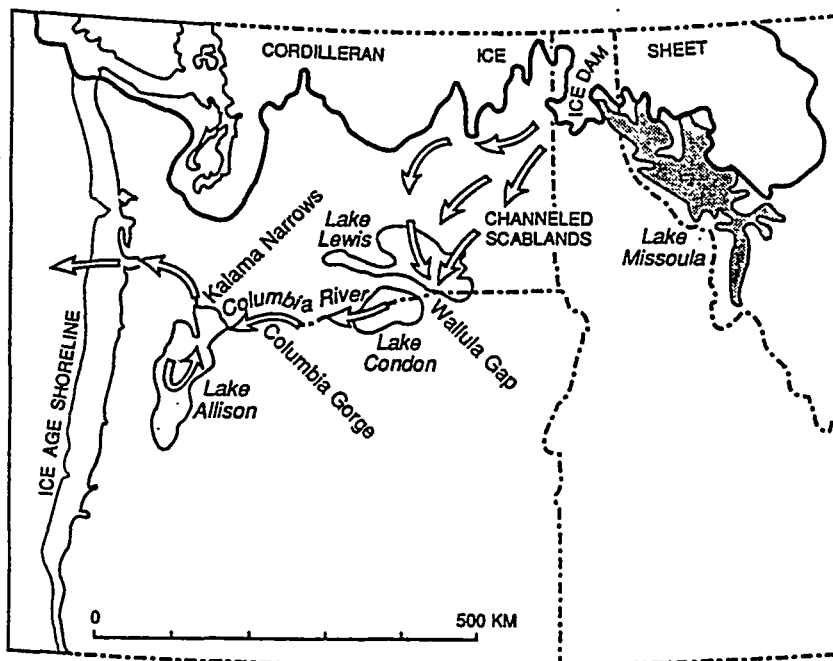 CORDILLERAN ICE SHEET
ICE DAM
CHANNELED
SCABLANDS
Lake
Lewis
Lake
Missoula
Kalama Narrows
Columbia River
Wallula Gap
Lake
Condon
Columbia Gorge
Lake
Allison
ICE AGE SHORELINE
0 500 KM